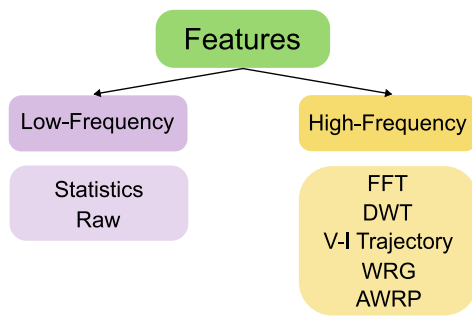 Features
Low-Frequency
High-Frequency
Statistics
Raw
FFT
DWT
V-I Trajectory
WRG
AWRP